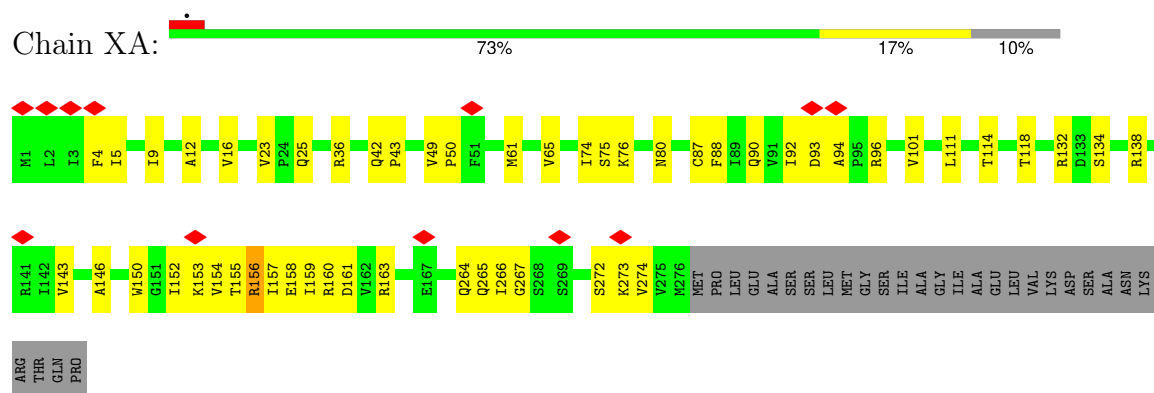 Chain XA:
73% 17% 10%
M1 L2 I3 F4 I5 I9 A12 V16 V23 P24 Q25 R36 Q42 P43 V49 P50 F51 M61 V65 I74 S75 K76 N80 C87 F88 I89 Q90 V91 I92 D93 A94 P95 R96 V101 L111 T114 T118 R132 D133 S134 R138
R141 I142 V143 A146 W150 G151 I152 K153 V154 T155 R156 I157 E158 I159 R160 D161 V162 R163 E167 Q264 Q265 I266 G267 S268 S269 S272 K273 V274 V275 M276 MET PRO LEU GLU ALA SER SER LEU MET GLY SER ILE ALA GLY ILE ALA GLU LEU VAL LYS ASP SER ALA ASN LYS
ARG THR GLN PRO